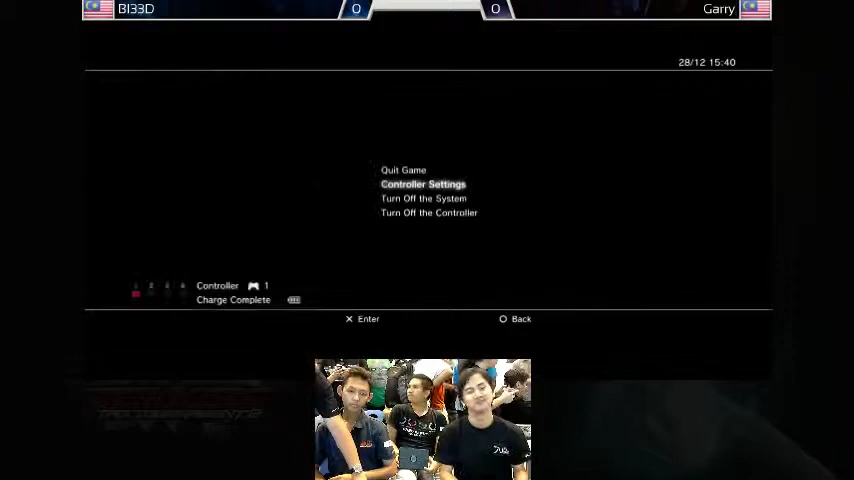 BI33D 0 0 Garry
28/12 15:40
Quit Game
Controller Settings
Turn Off the System
Turn Off the Controller
Controller 1
Charge Complete
Enter Back